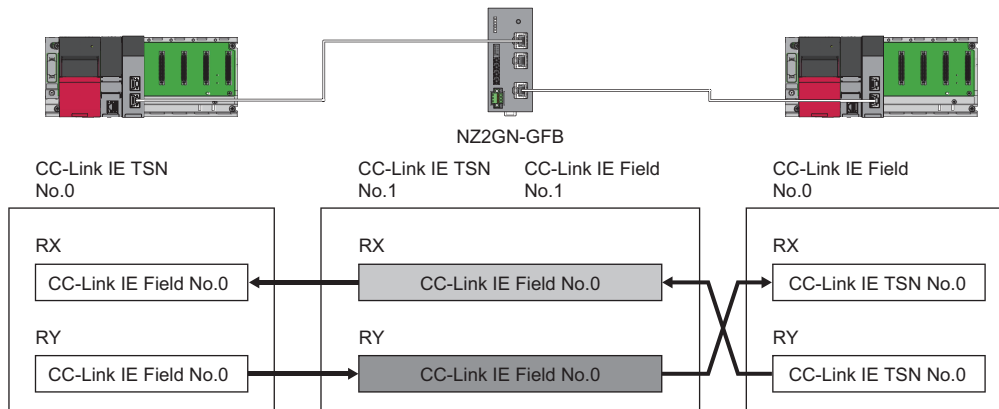 NZ2GN-GFB
CC-Link IE TSN
No.0
CC-Link IE TSN
No.1
CC-Link IE Field
No.1
CC-Link IE Field
No.0
RX
CC-Link IE Field No.0
RY
CC-Link IE Field No.0
RX
CC-Link IE Field No.0
RY
CC-Link IE Field No.0
RX
CC-Link IE TSN No.0
RY
CC-Link IE TSN No.0